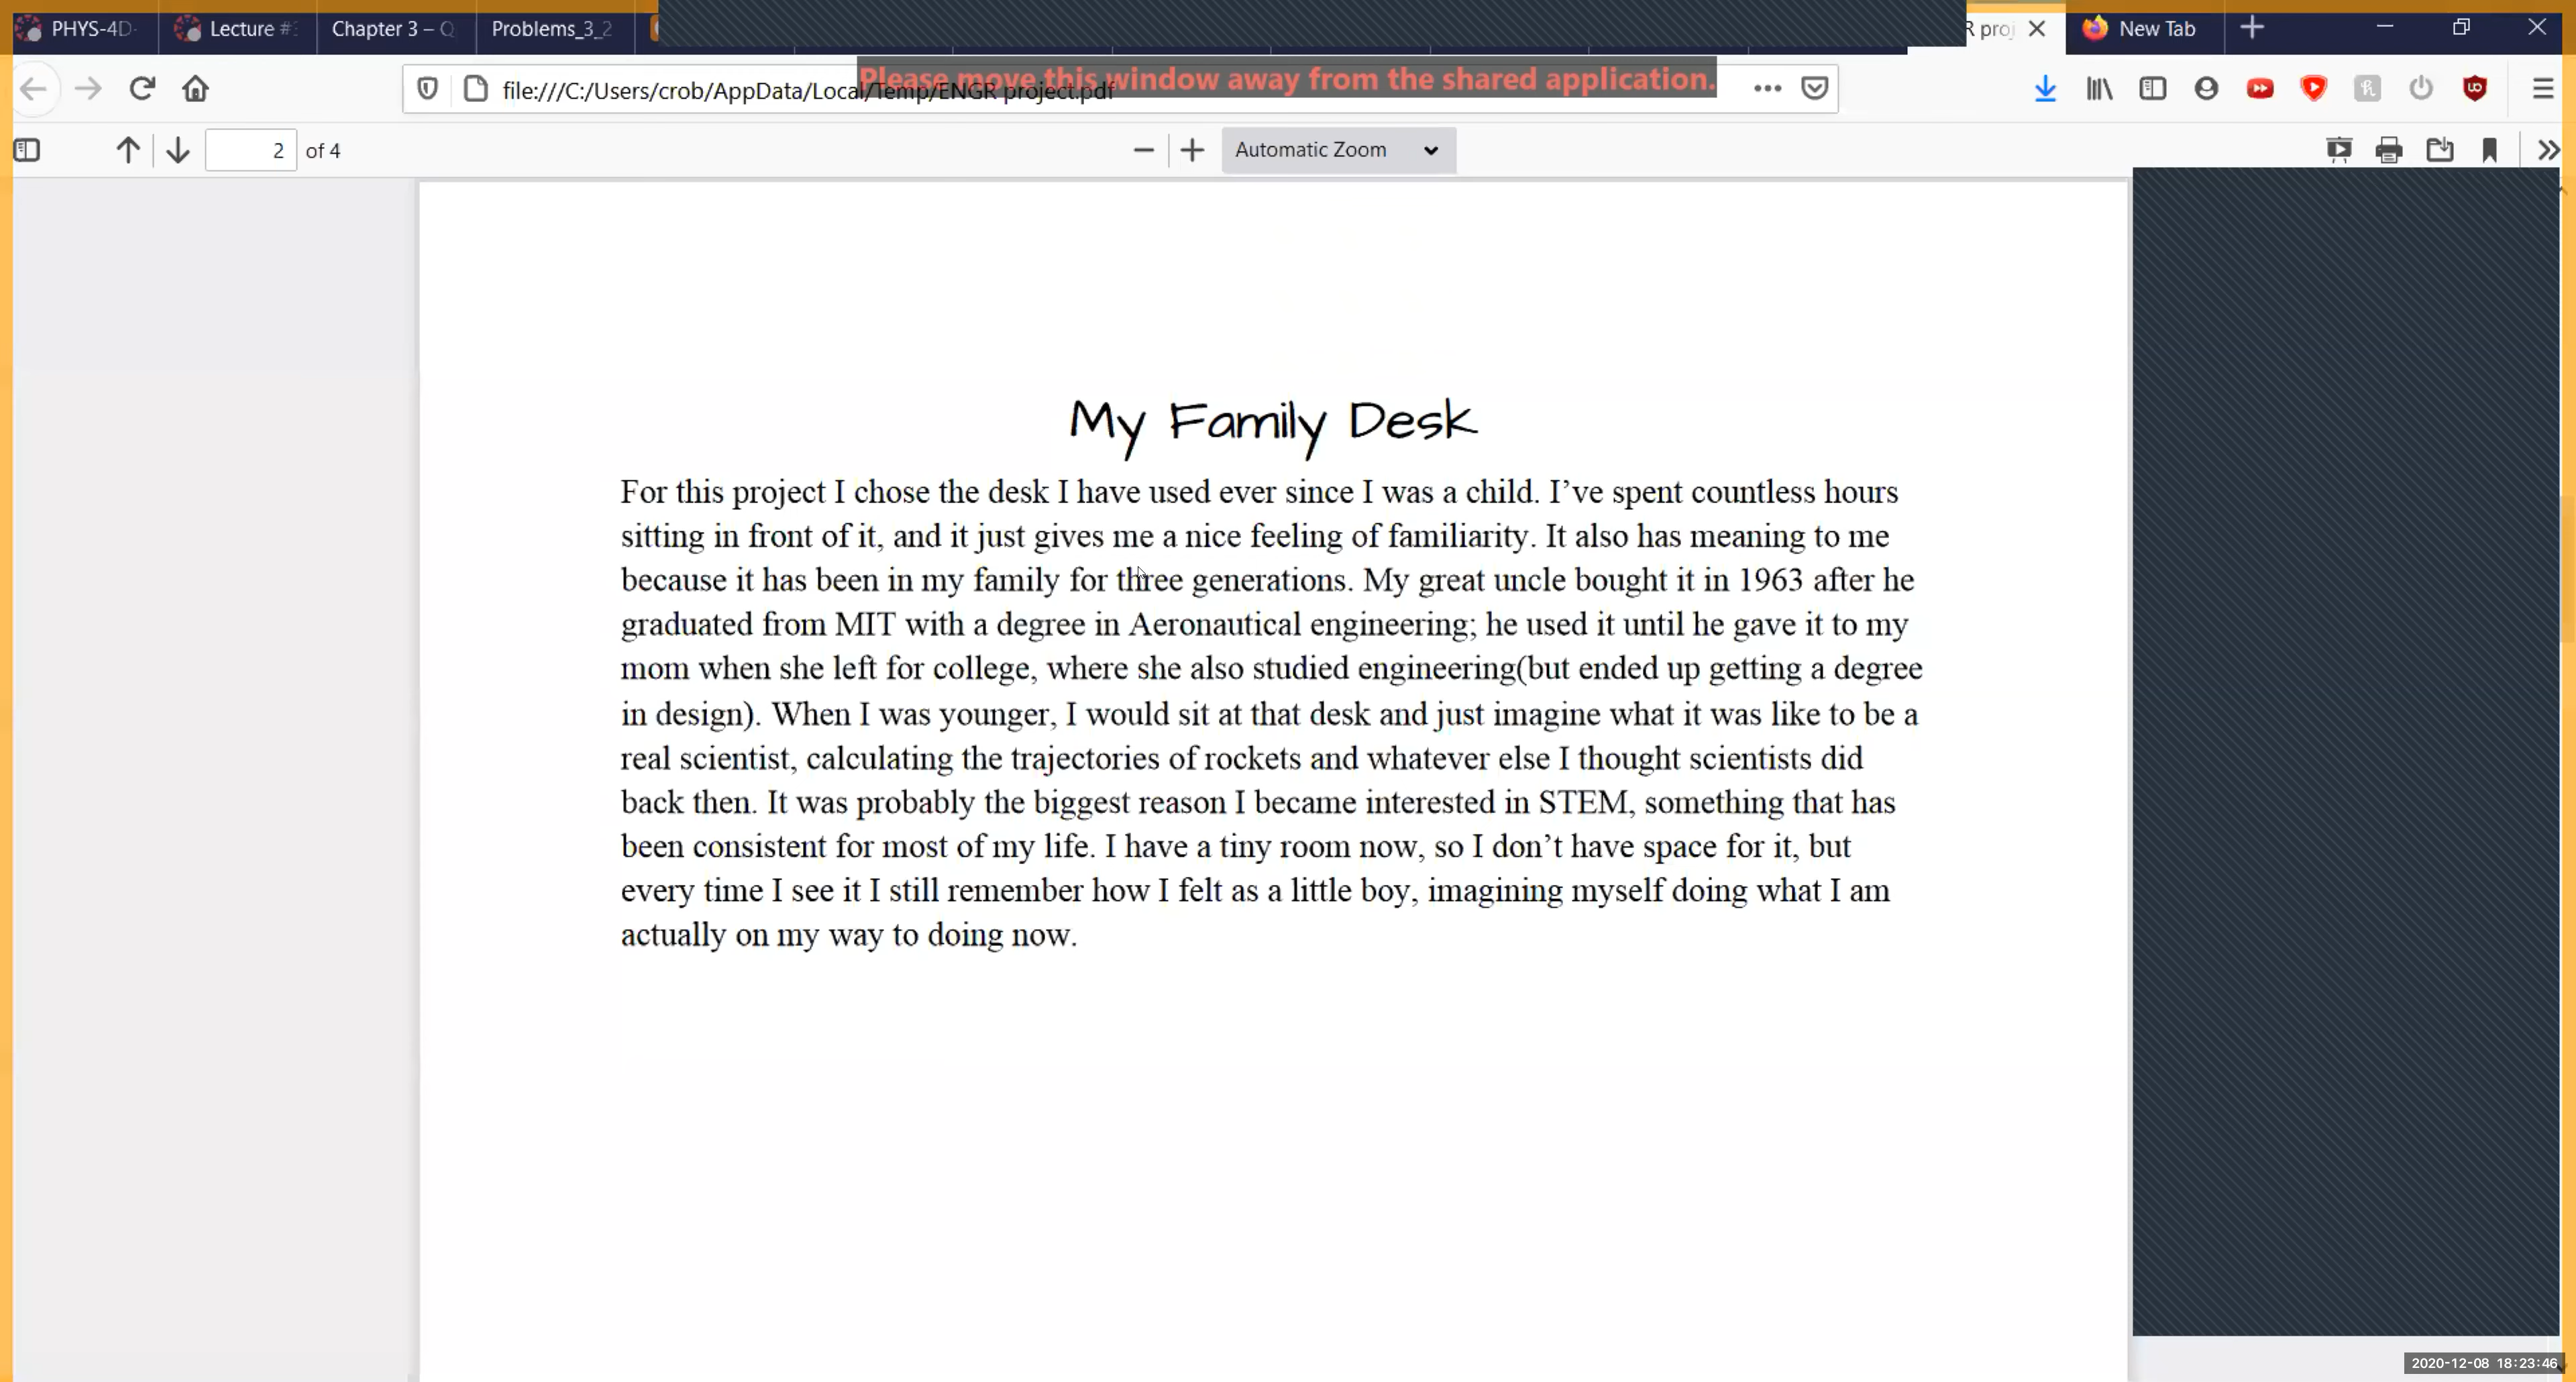 PHYS-4D-
Lecture #
Chapter 3 – Q
Problems_3_2
R proj
New Tab
Please move this window away from the shared application.
file:///C:/Users/crob/AppData/Local/Temp/ENGR project.pdf
2 of 4
Automatic Zoom
My Family Desk
For this project I chose the desk I have used ever since I was a child. I’ve spent countless hours
sitting in front of it, and it just gives me a nice feeling of familiarity. It also has meaning to me
because it has been in my family for three generations. My great uncle bought it in 1963 after he
graduated from MIT with a degree in Aeronautical engineering; he used it until he gave it to my
mom when she left for college, where she also studied engineering(but ended up getting a degree
in design). When I was younger, I would sit at that desk and just imagine what it was like to be a
real scientist, calculating the trajectories of rockets and whatever else I thought scientists did
back then. It was probably the biggest reason I became interested in STEM, something that has
been consistent for most of my life. I have a tiny room now, so I don’t have space for it, but
every time I see it I still remember how I felt as a little boy, imagining myself doing what I am
actually on my way to doing now.
2020-12-08 18:23:46